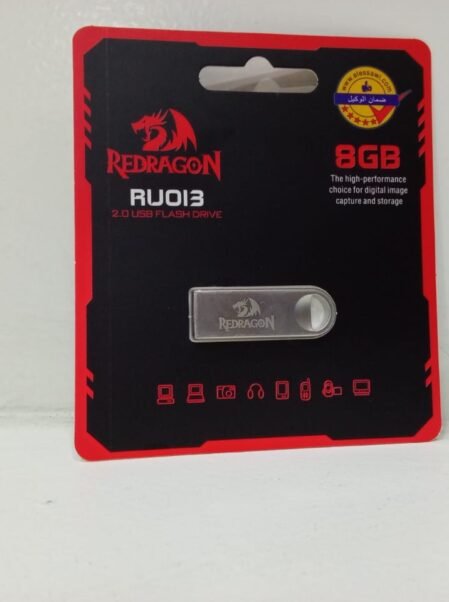 www.alessawi.com
ضمان الوكيل
REDRAGON
RU013
2.0 USB FLASH DRIVE
8GB
The high-performance
choice for digital image
capture and storage
REDRAGON